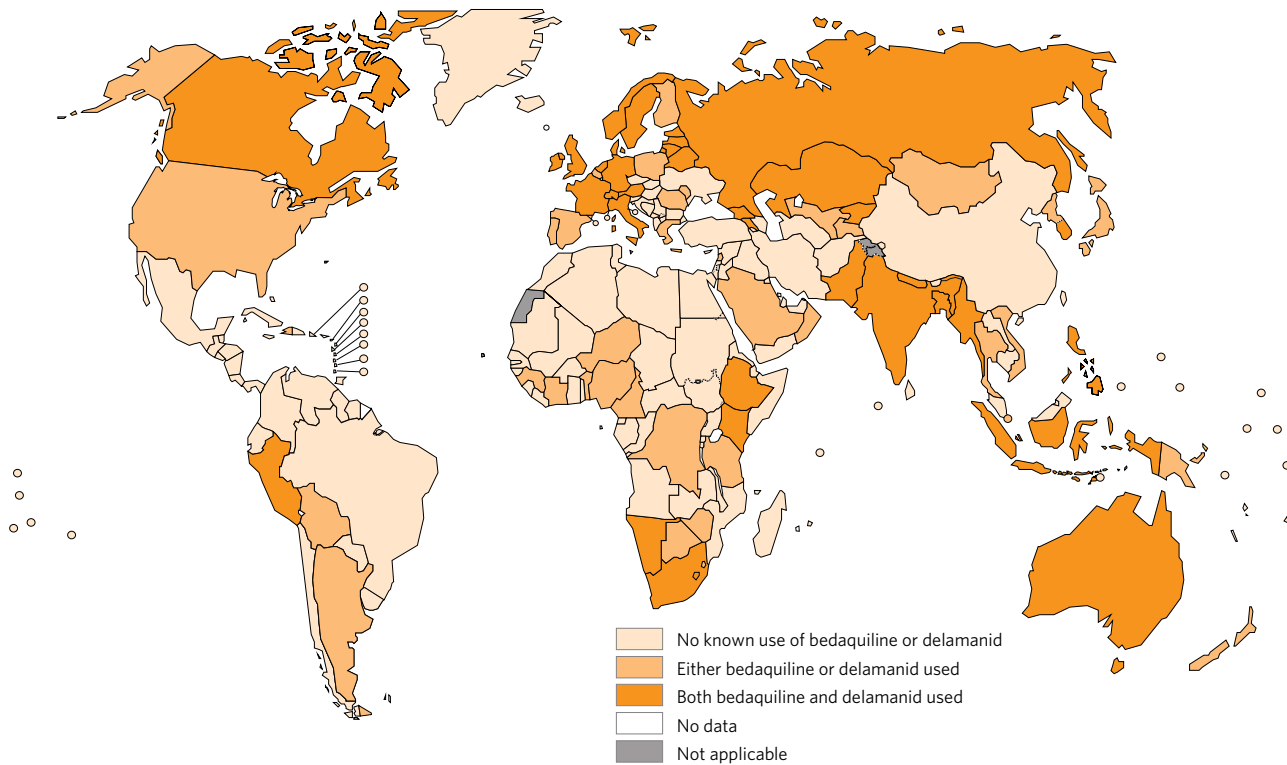 No known use of bedaquiline or delamanid
Either bedaquiline or delamanid used
Both bedaquiline and delamanid used
No data
Not applicable